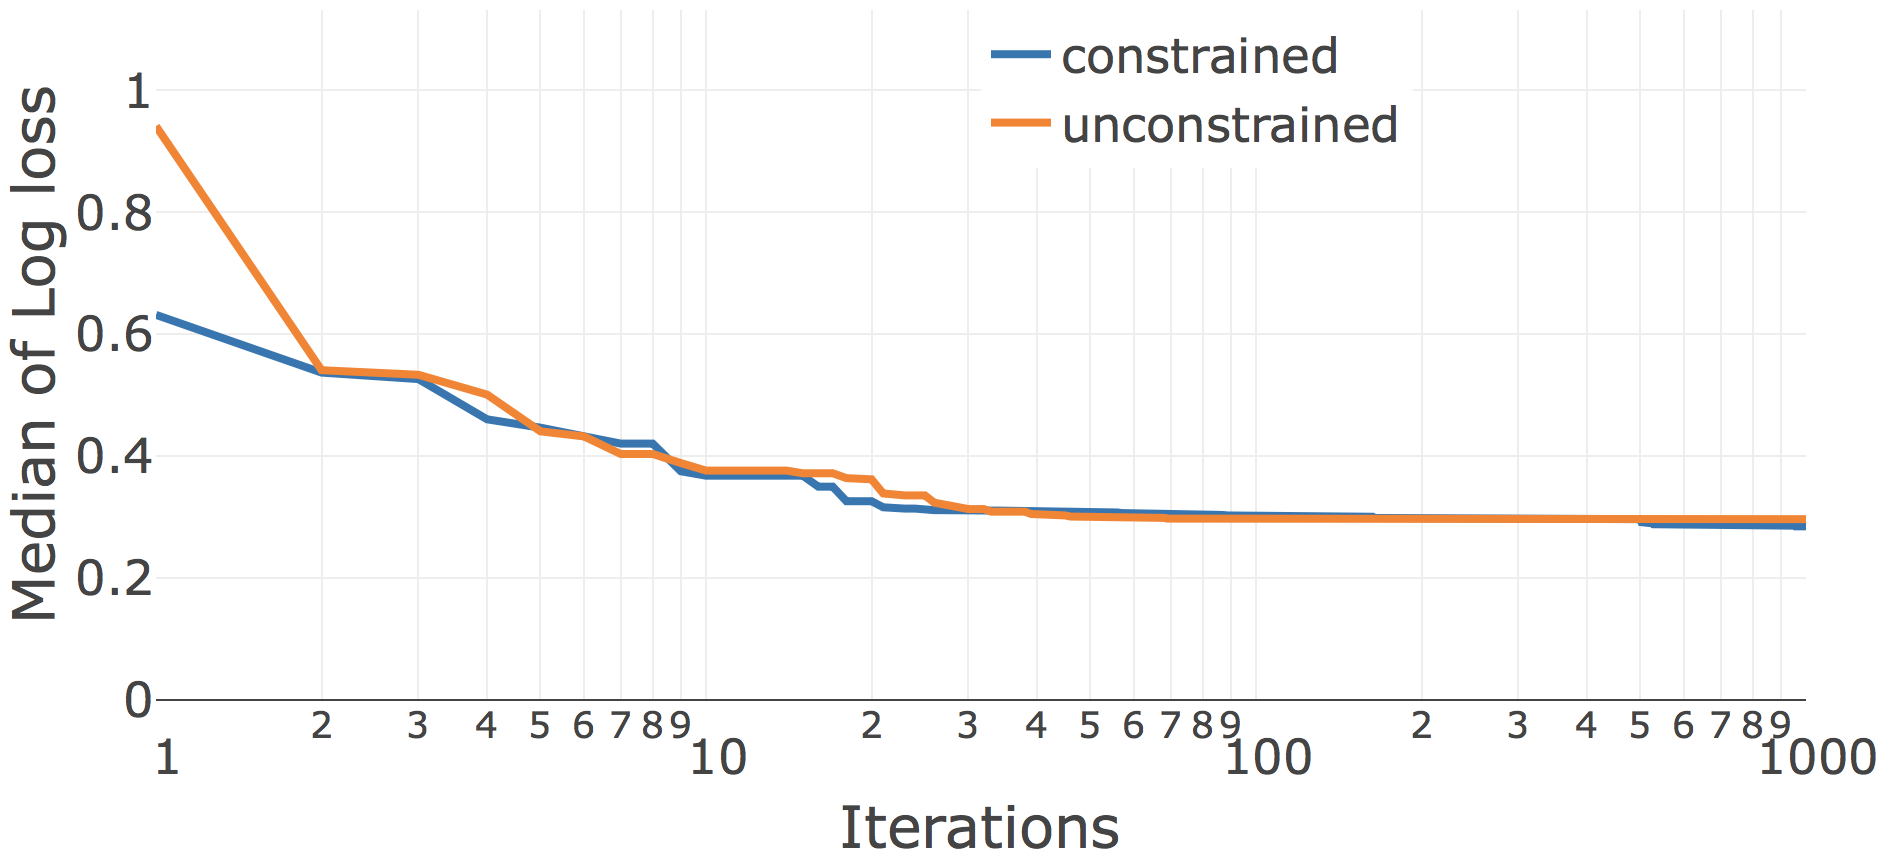 constrained
unconstrained
Median of Log loss
1
0.8
0.6
0.4
0.2
0
2 3 4 5 6 7 8 9 2 3 4 5 6 7 8 9 2 3 4 5 6 7 8 9
1 10 100 1000
Iterations